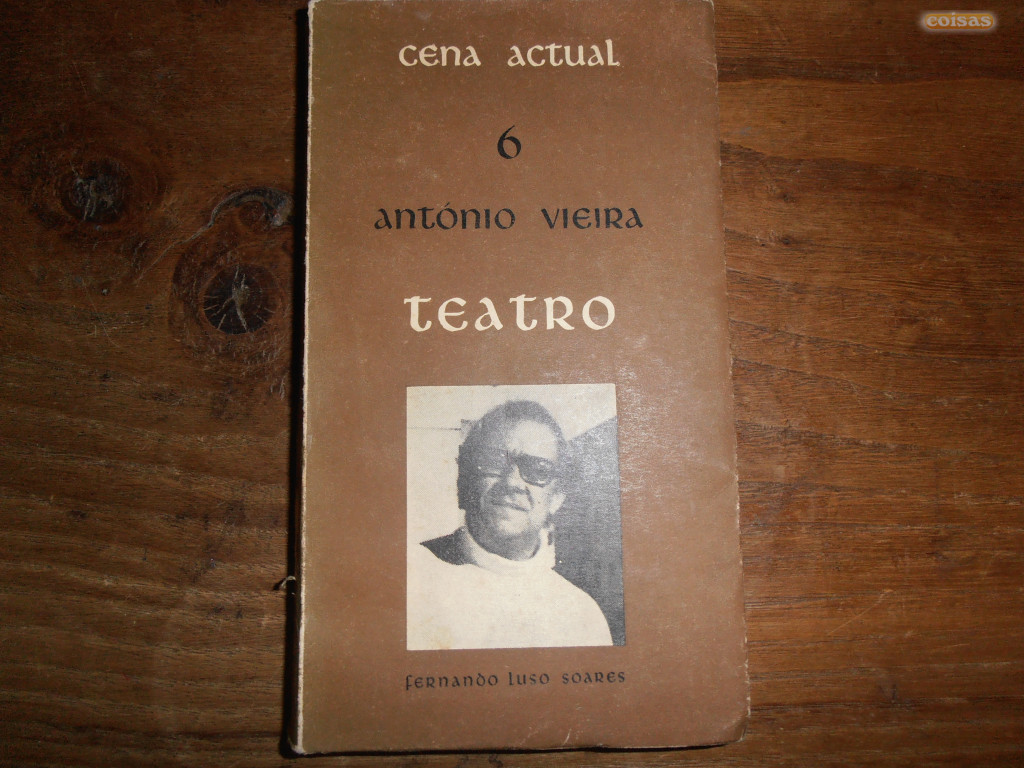 coisas
cena actual
6
antónio vieira
teatro
fernando luso soares